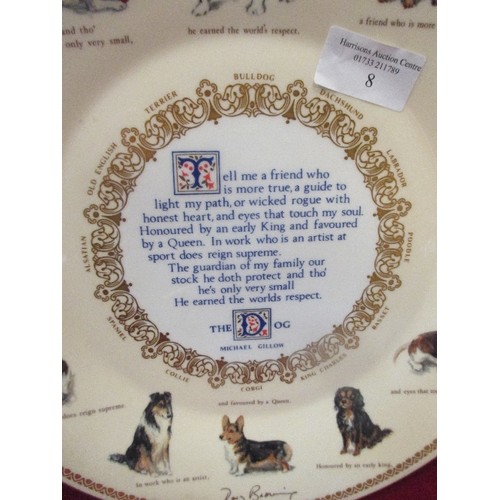 and tho'
only very small,
he earned the world's respect.
a friend who is more
Harrisons Auction Centre
01733 211789
8
BULLDOG
DACHSHUND
LABRADOR
POODLE
BASSET
KING CHARLES
CORGI
COLLIE
SPANIEL
ALSATIAN
OLD ENGLISH
TERRIER
Tell me a friend who
is more true, a guide to
light my path, or wicked rogue with
honest heart, and eyes that touch my soul.
Honoured by an early King and favoured
by a Queen. In work who is an artist at
sport does reign supreme.
The guardian of my family our
stock he doth protect and tho'
he's only very small
He earned the worlds respect.
THE DOG
MICHAEL GILLOW
does reign supreme.
In work who is an artist,
and favoured by a Queen.
Honoured by an early king,
and eyes that